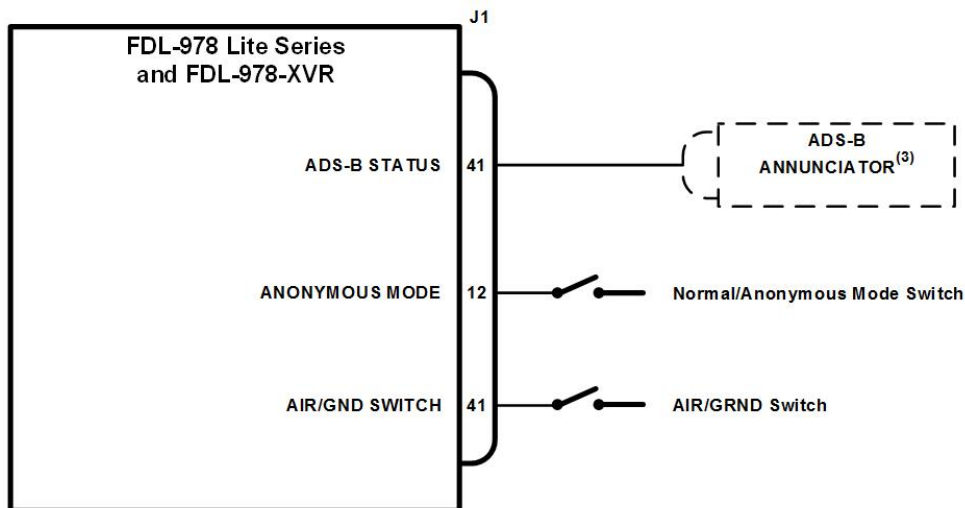 J1
FDL-978 Lite Series
and FDL-978-XVR
ADS-B STATUS 41
ADS-B
ANNUNCIATOR(3)
ANONYMOUS MODE 12 Normal/Anonymous Mode Switch
AIR/GND SWITCH 41 AIR/GRND Switch